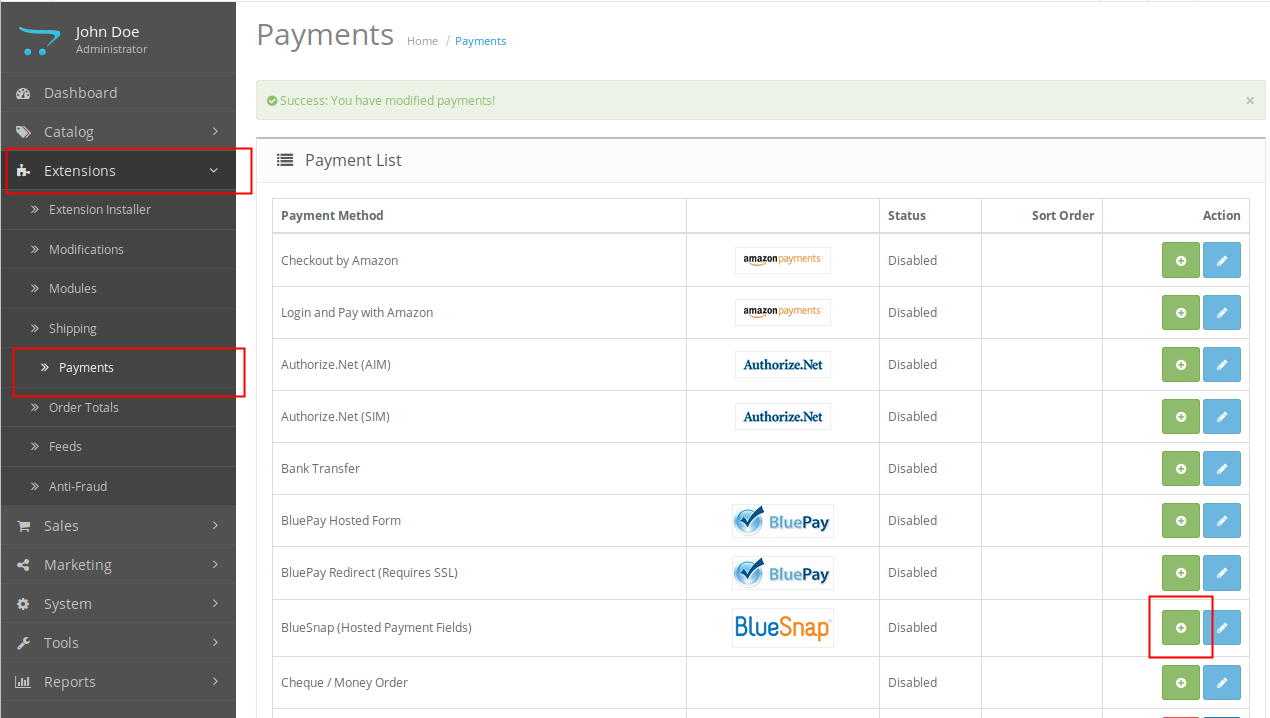 John Doe
Administrator
Dashboard
Catalog
Extensions
Extension Installer
Modifications
Modules
Shipping
Payments
Order Totals
Feeds
Anti-Fraud
Sales
Marketing
System
Tools
Reports
Payments Home / Payments
Success: You have modified payments! ×
Payment List
Payment Method Status Sort Order Action
Checkout by Amazon amazonpayments Disabled
Login and Pay with Amazon amazonpayments Disabled
Authorize.Net (AIM) Authorize.Net Disabled
Authorize.Net (SIM) Authorize.Net Disabled
Bank Transfer Disabled
BluePay Hosted Form BluePay Disabled
BluePay Redirect (Requires SSL) BluePay Disabled
BlueSnap (Hosted Payment Fields) BlueSnap Disabled
Cheque / Money Order Disabled